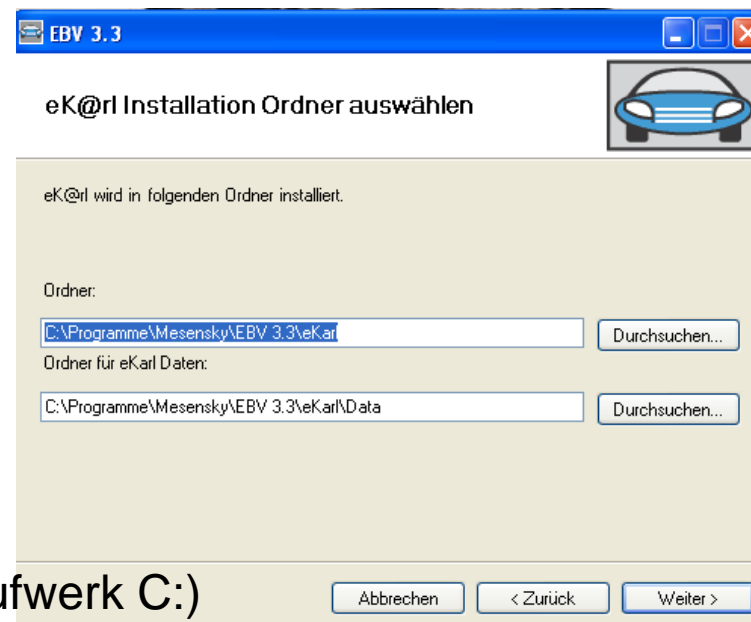 EBV 3.3
eK@rl Installation Ordner auswählen
eK@rl wird in folgenden Ordner installiert.
Ordner:
C:\Programme\Mesensky\EBV 3.3\eKarl
Durchsuchen...
Ordner für eKarl Daten:
C:\Programme\Mesensky\EBV 3.3\eKarl\Data
Durchsuchen...
ufwerk C:)
Abbrechen
< Zurück
Weiter >